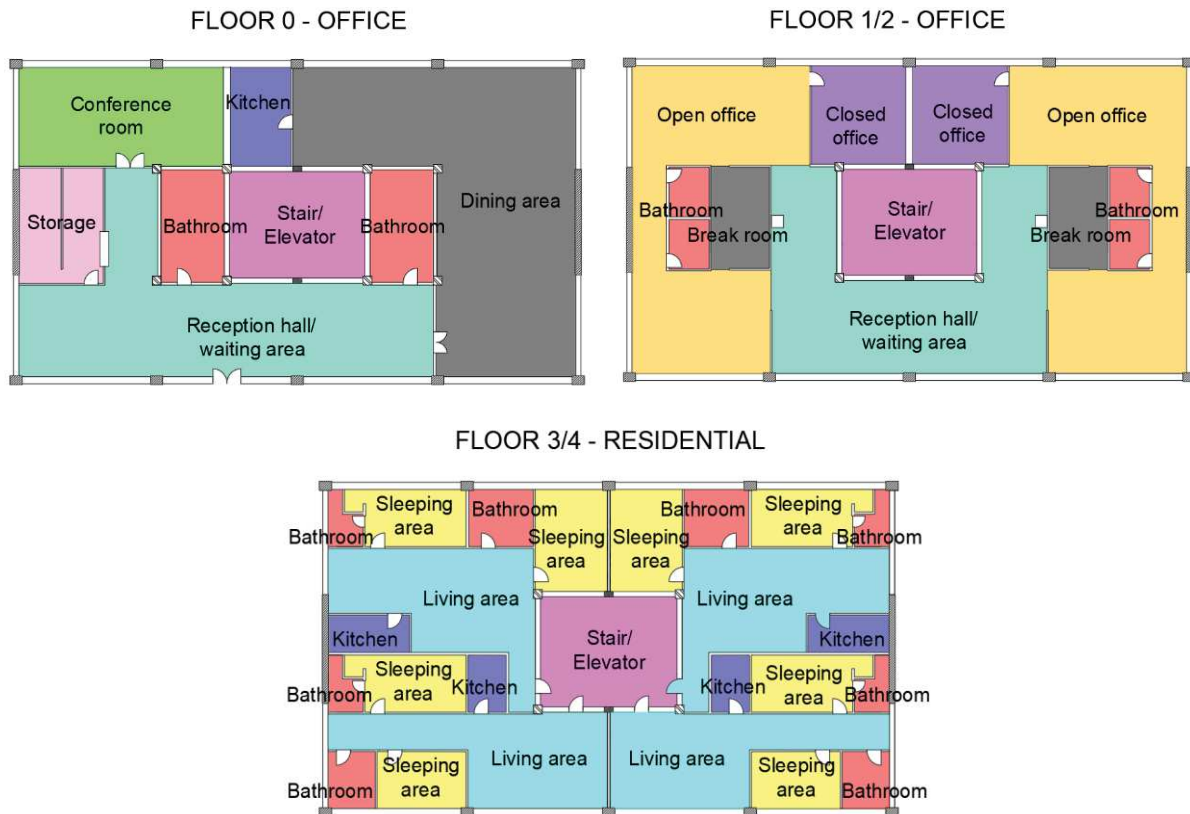 FLOOR 0 - OFFICE
Conference
room
Kitchen
Storage
Bathroom
Stair/
Elevator
Bathroom
Dining area
Reception hall/
waiting area
FLOOR 1/2 - OFFICE
Open office
Closed
office
Closed
office
Open office
Bathroom
Break room
Stair/
Elevator
Bathroom
Break room
Reception hall/
waiting area
FLOOR 3/4 - RESIDENTIAL
Sleeping
area
Bathroom
Bathroom
Sleeping
area
Sleeping
area
Bathroom
Sleeping
area
Bathroom
Living area
Living area
Kitchen
Stair/
Elevator
Kitchen
Sleeping
area
Bathroom
Kitchen
Kitchen
Sleeping
area
Bathroom
Living area
Living area
Sleeping
area
Bathroom
Sleeping
area
Bathroom